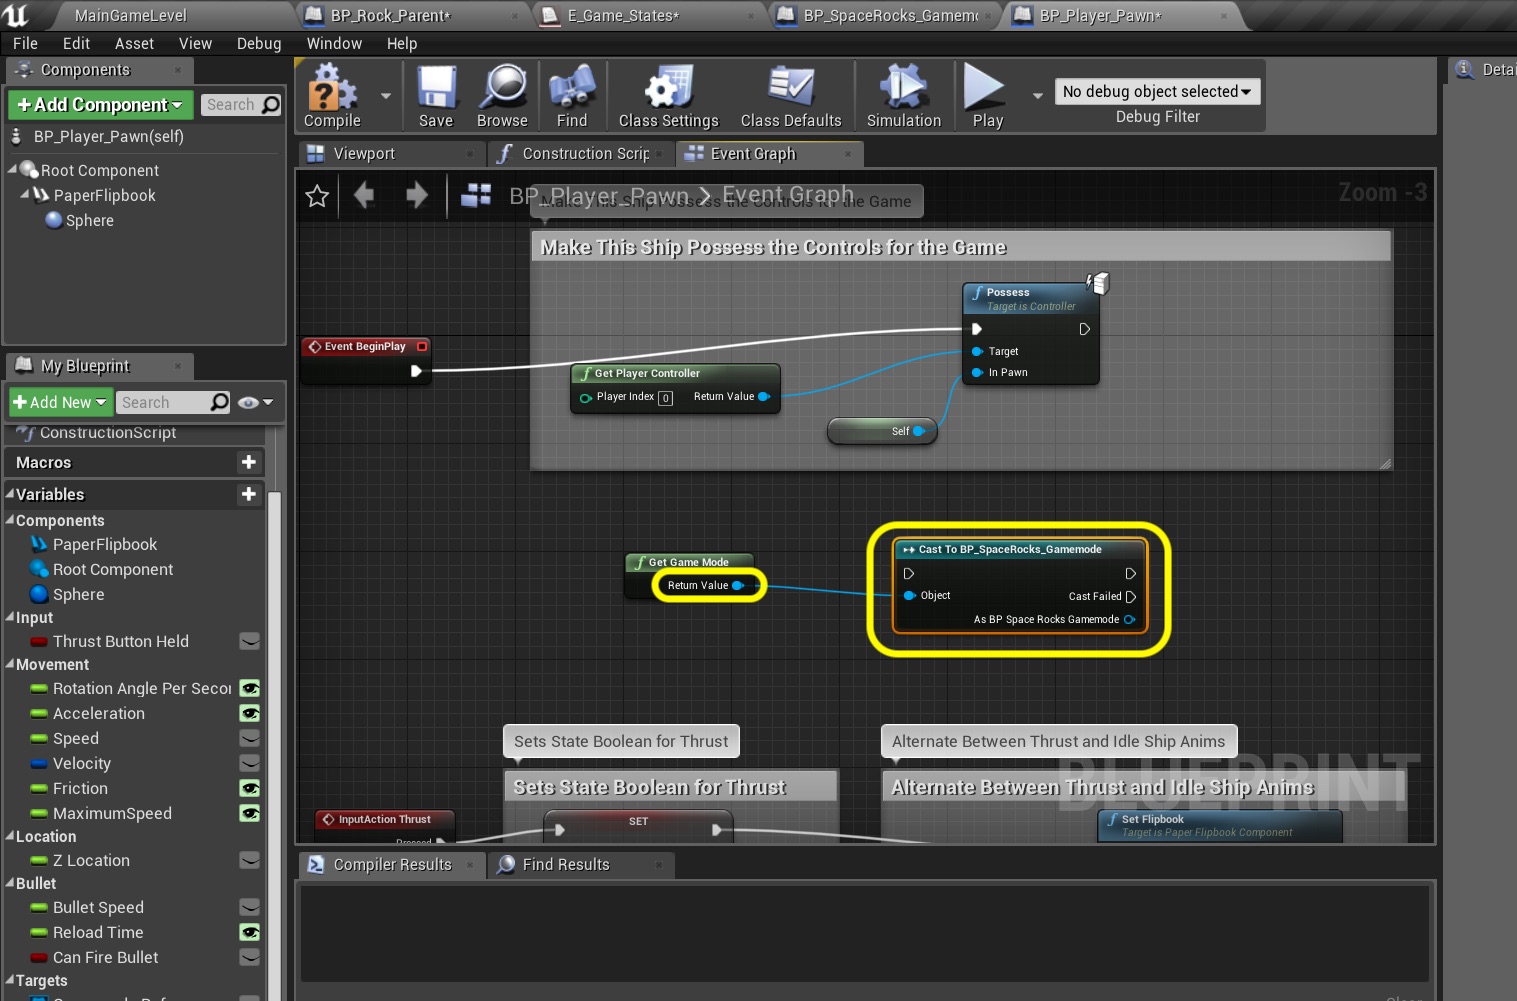 MainGameLevel
BP_Rock_Parent*
E_Game_States*
BP_SpaceRocks_Gamem
BP_Player_Pawn*
File Edit Asset View Debug Window Help
Components
+Add Component
Search
BP_Player_Pawn(self)
Root Component
PaperFlipbook
Sphere
Compile
Save
Browse
Find
Class Settings
Class Defaults
Simulation
Play
No debug object selected
Debug Filter
Detai
Viewport
Construction Scrip
Event Graph
BP_Player_Pawn > Event Graph
Zoom -3
Make This Ship Possess the Controls for the Game
Make This Ship Possess the Controls for the Game
Possess
Target is Controller
Target
In Pawn
Event BeginPlay
Get Player Controller
Player Index 0
Return Value
Self
Get Game Mode
Return Value
Cast To BP_SpaceRocks_Gamemode
Object
Cast Failed
As BP Space Rocks Gamemode
Sets State Boolean for Thrust
Sets State Boolean for Thrust
Alternate Between Thrust and Idle Ship Anims
Alternate Between Thrust and Idle Ship Anims
BLUEPRINT
InputAction Thrust
Pressed
SET
Set Flipbook
Target is Paper Flipbook Component
My Blueprint
+Add New
Search
ConstructionScript
Macros
Variables
Components
PaperFlipbook
Root Component
Sphere
Input
Thrust Button Held
Movement
Rotation Angle Per Secon
Acceleration
Speed
Velocity
Friction
MaximumSpeed
Location
Z Location
Bullet
Bullet Speed
Reload Time
Can Fire Bullet
Targets
Compiler Results
Find Results
Clear